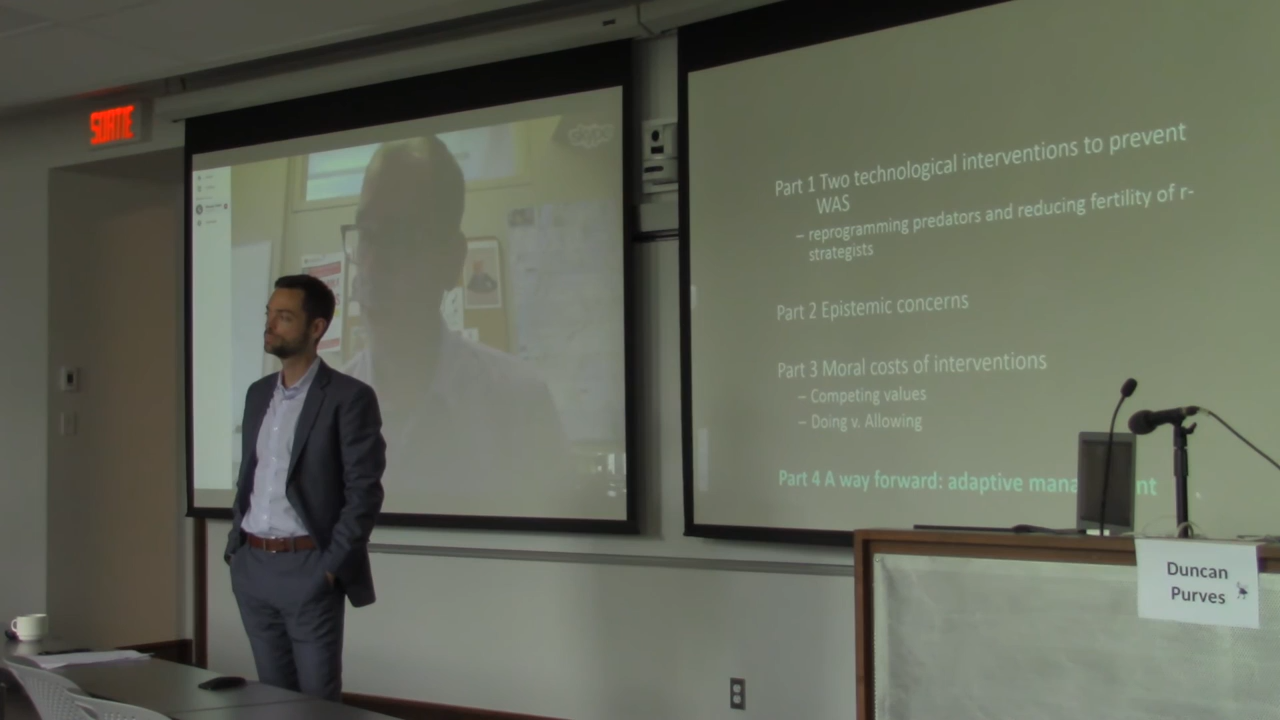 SORTIE
skype
Part 1 Two technological interventions to prevent
WAS
– reprogramming predators and reducing fertility of r-
strategists
Part 2 Epistemic concerns
Part 3 Moral costs of interventions
– Competing values
– Doing v. Allowing
Part 4 A way forward: adaptive mana nt
Duncan
Purves